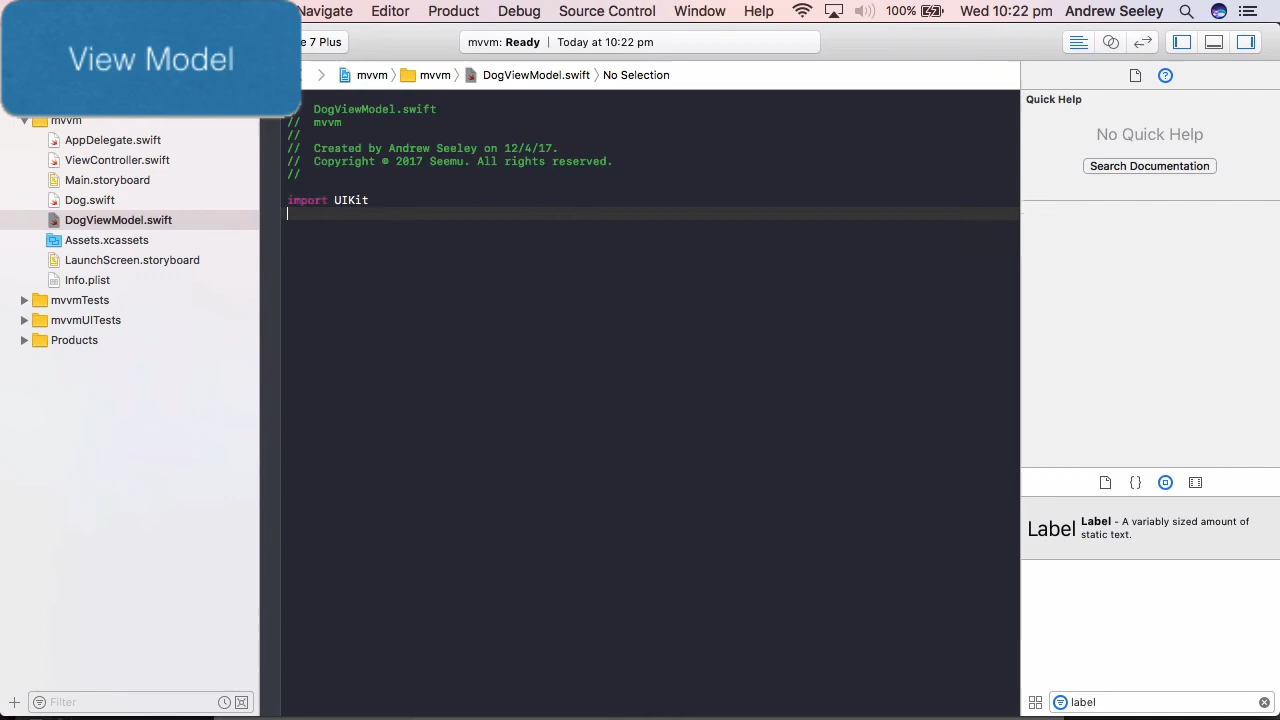 View Model
Navigate Editor Product Debug Source Control Window Help 100% Wed 10:22 pm Andrew Seeley
e 7 Plus
mvvm: Ready | Today at 10:22 pm
mvvm mvvm DogViewModel.swift No Selection
mvvm
AppDelegate.swift
ViewController.swift
Main.storyboard
Dog.swift
DogViewModel.swift
Assets.xcassets
LaunchScreen.storyboard
Info.plist
mvvmTests
mvvmUITests
Products
Filter
DogViewModel.swift
// mvvm
//
// Created by Andrew Seeley on 12/4/17.
// Copyright © 2017 Seemu. All rights reserved.
//
import UIKit
Quick Help
No Quick Help
Search Documentation
{}
Label
Label - A variably sized amount of
static text.
label